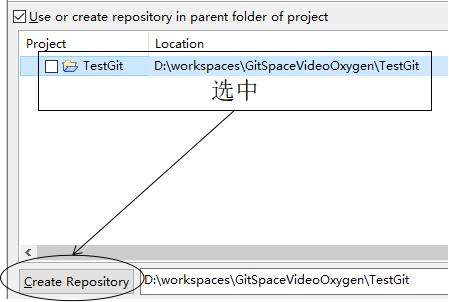 Use or create repository in parent folder of project
Project Location
TestGit D:\workspaces\GitSpaceVideoOxygen\TestGit
选中
Create Repository D:\workspaces\GitSpaceVideoOxygen\TestGit